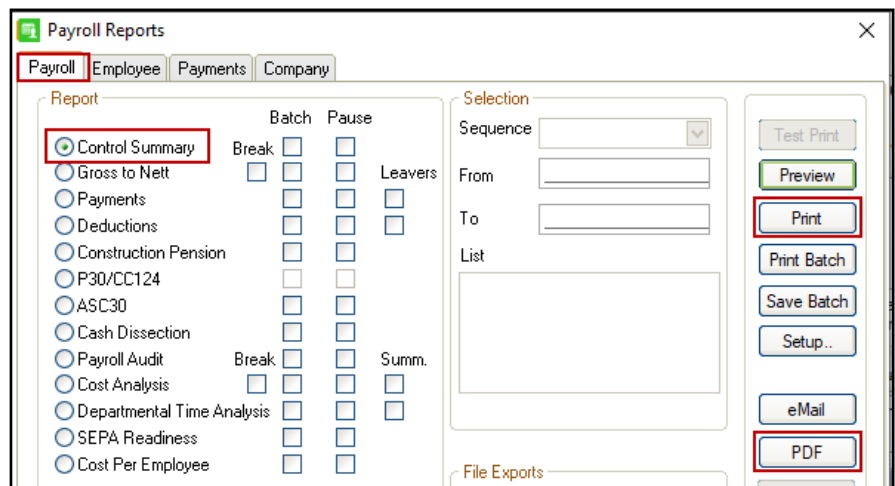 Payroll Reports
Payroll Employee Payments Company
Report
Batch Pause
Control Summary Break
Gross to Nett Leavers
Payments
Deductions
Construction Pension
P30/CC124
ASC30
Cash Dissection
Payroll Audit Break Summ.
Cost Analysis
Departmental Time Analysis
SEPA Readiness
Cost Per Employee
Selection
Sequence
From
To
List
File Exports
Test Print
Preview
Print
Print Batch
Save Batch
Setup..
eMail
PDF